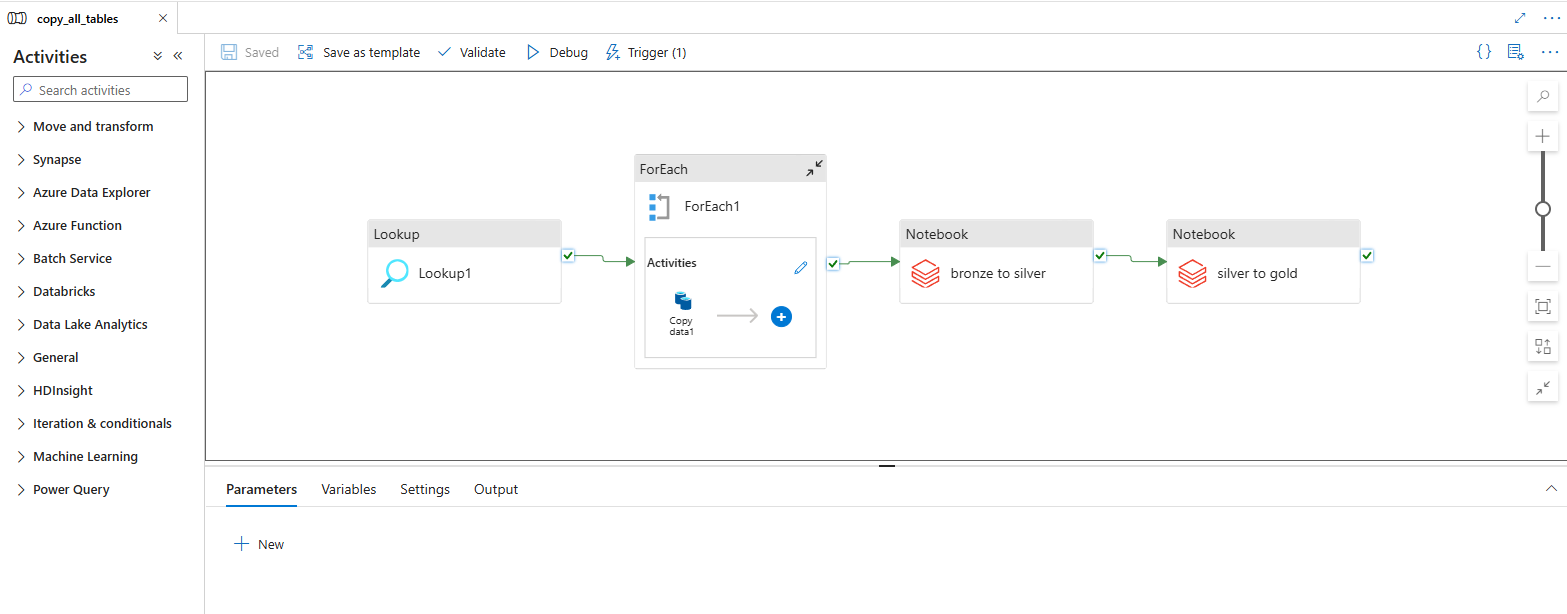 copy_all_tables
Activities
Search activities
Move and transform
Synapse
Azure Data Explorer
Azure Function
Batch Service
Databricks
Data Lake Analytics
General
HDInsight
Iteration & conditionals
Machine Learning
Power Query
Saved
Save as template
Validate
Debug
Trigger (1)
Lookup
Lookup1
ForEach
ForEach1
Activities
Copy
data1
Notebook
bronze to silver
Notebook
silver to gold
Parameters
Variables
Settings
Output
New